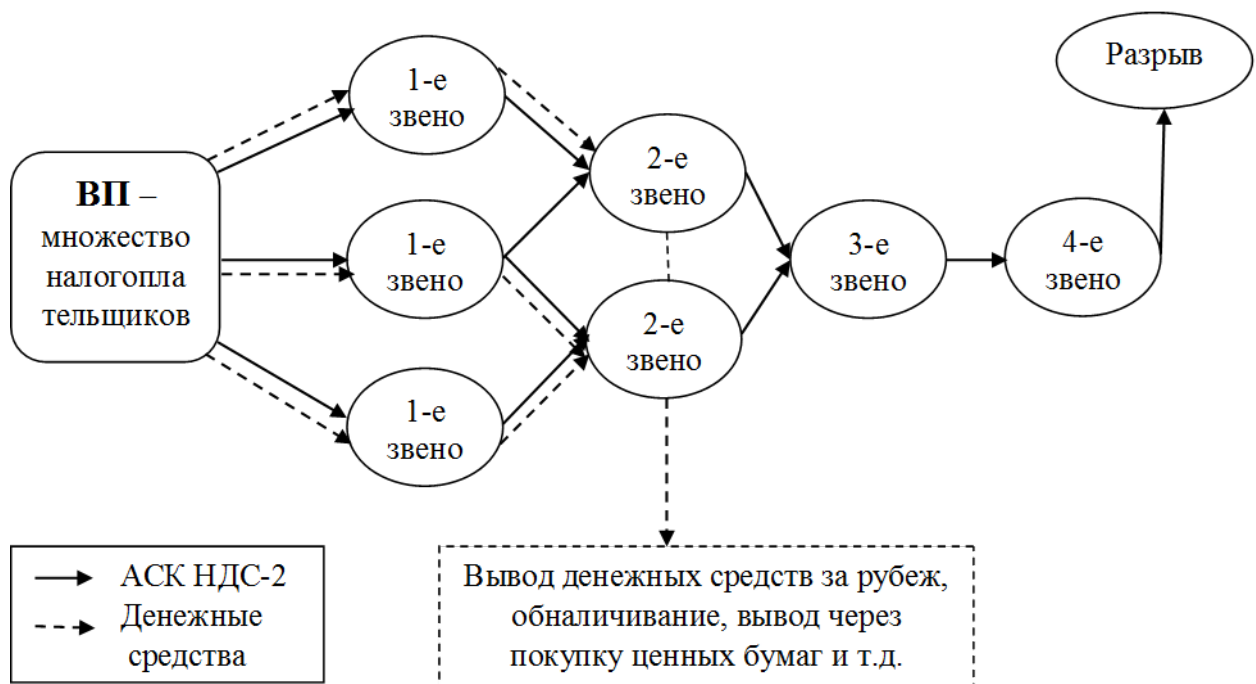 Разрыв
1-е
звено
ВП –
множество
налогопла
тельщиков
2-е
звено
1-е
звено
3-е
звено
4-е
звено
2-е
звено
1-е
звено
АСК НДС-2
Денежные
средства
Вывод денежных средств за рубеж,
обналичивание, вывод через
покупку ценных бумаг и т.д.